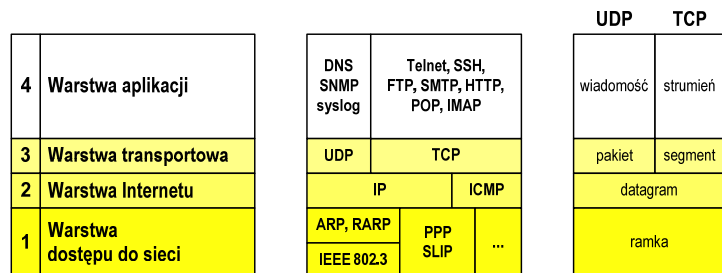 UDP TCP
4 Warstwa aplikacji
DNS
SNMP
syslog
Telnet, SSH,
FTP, SMTP, HTTP,
POP, IMAP
wiadomość strumień
3 Warstwa transportowa UDP TCP pakiet segment
2 Warstwa Internetu IP ICMP datagram
1 Warstwa
dostępu do sieci
ARP, RARP
IEEE 802.3
PPP
SLIP
...
ramka